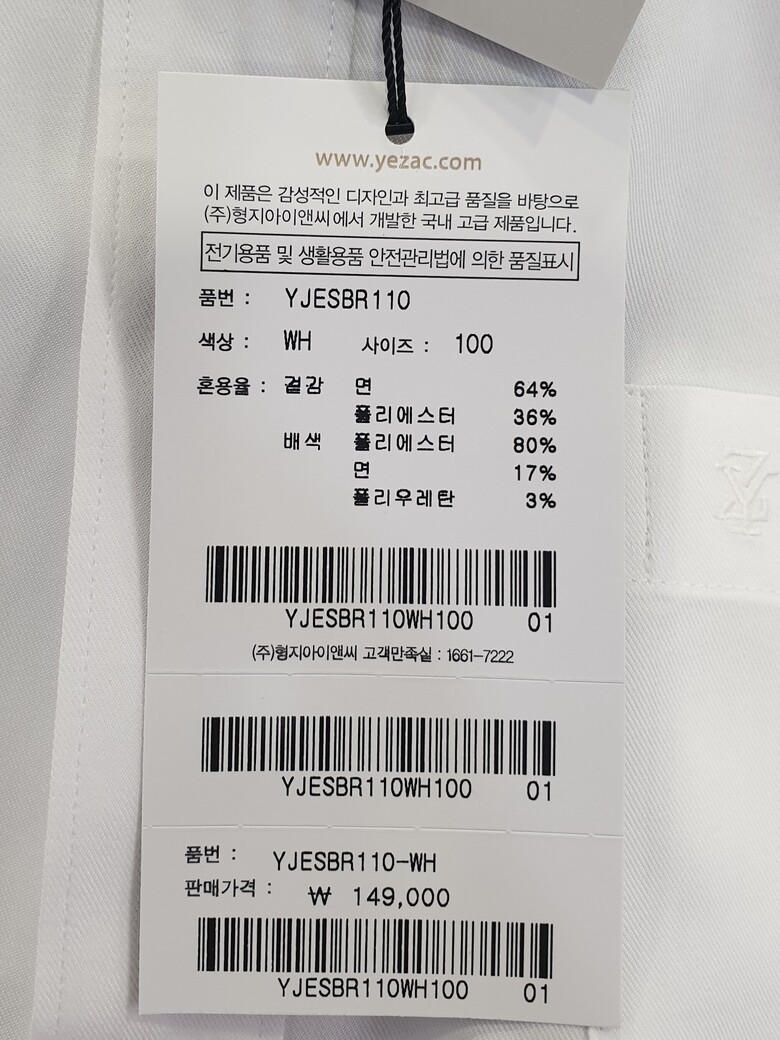 www.yezac.com
이 제품은 감성적인 디자인과 최고급 품질을 바탕으로
(주)형지아이앤씨에서 개발한 국내 고급 제품입니다.
전기용품 및 생활용품 안전관리법에 의한 품질표시
품번 : YJESBR110
색상 : WH 사이즈 : 100
혼용율 : 겉감 면 64%
폴리에스터 36%
배색 폴리에스터 80%
면 17%
폴리우레탄 3%
YJESBR110WH100 01
(주)형지아이앤씨 고객만족실 : 1661-7222
YJESBR110WH100 01
품번 : YJESBR110-WH
판매가격 : ₩ 149,000
YJESBR110WH100 01